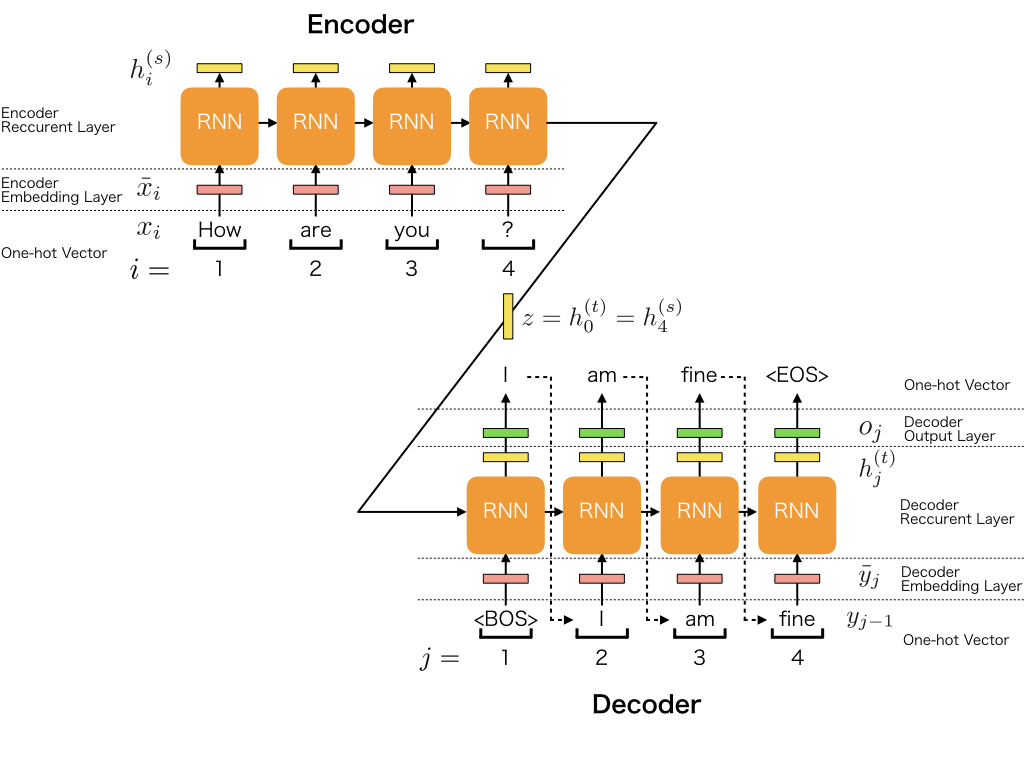 Encoder
h_i^{(s)}
RNN RNN RNN RNN
Encoder
Reccurent Layer
Encoder
Embedding Layer
x̄_i
x_i How are you ?
One-hot Vector
i = 1 2 3 4
z = h_0^{(t)} = h_4^{(s)}
I am fine <EOS>
One-hot Vector
o_j
Decoder
Output Layer
h_j^{(t)}
RNN RNN RNN RNN
Decoder
Reccurent Layer
ȳ_j
Decoder
Embedding Layer
<BOS> I am fine y_{j−1}
One-hot Vector
j = 1 2 3 4
Decoder